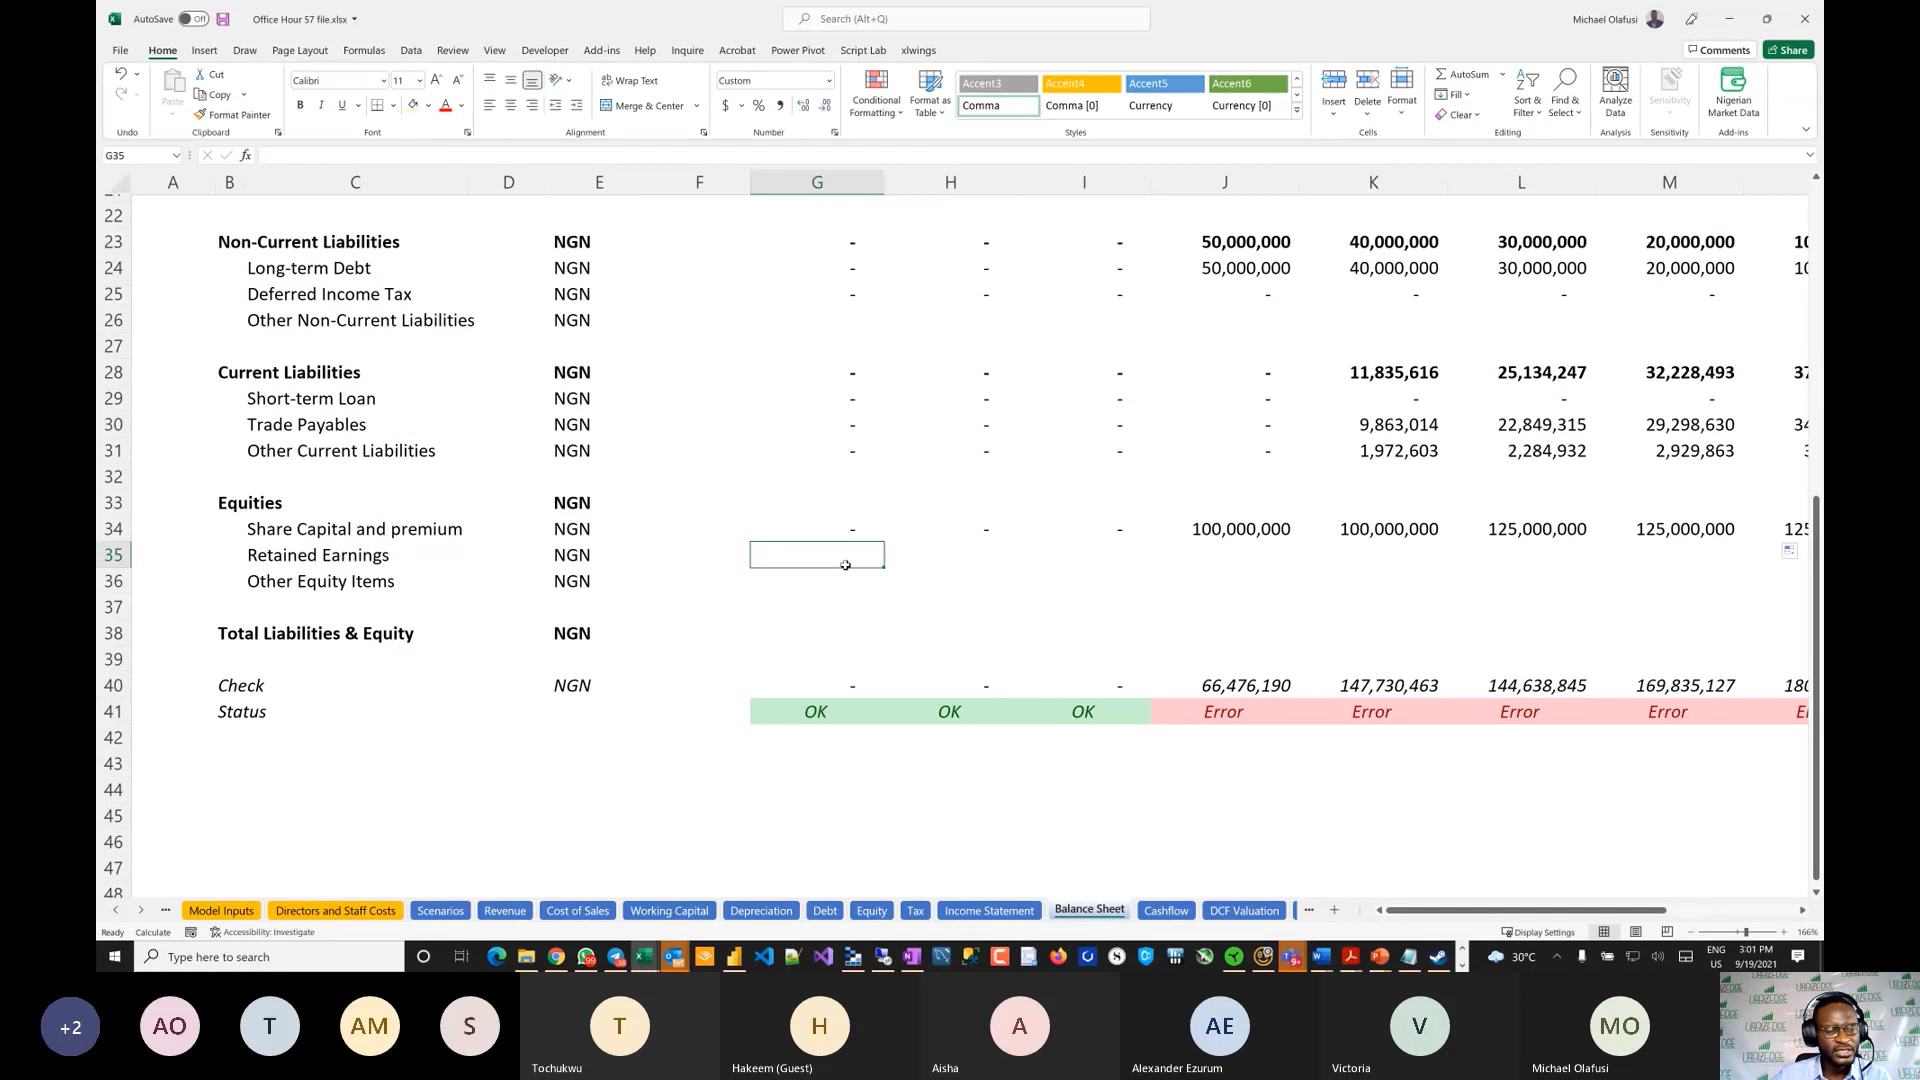 AutoSave Off Office Hour 57 file.xlsx Search (Alt+Q) Michael Olafusi
File Home Insert Draw Page Layout Formulas Data Review View Developer Add-ins Help Inquire Acrobat Power Pivot Script Lab xlwings Comments Share
Cut
Copy
Format Painter
Paste
Calibri 11
B I U
Wrap Text
Merge & Center
Custom
$ % ,
Conditional Formatting
Format as Table
Accent3 Accent4 Accent5 Accent6
Comma Comma [0] Currency Currency [0]
Insert Delete Format
AutoSum
Fill
Clear
Sort & Filter
Find & Select
Analyze Data
Sensitivity
Nigerian Market Data
Undo Clipboard Font Alignment Number Styles Cells Editing Analysis Sensitivity Add-ins
G35 fx
A B C D E F G H I J K L M
22
23 Non-Current Liabilities NGN - - - 50,000,000 40,000,000 30,000,000 20,000,000 10
24 Long-term Debt NGN - - - 50,000,000 40,000,000 30,000,000 20,000,000 10
25 Deferred Income Tax NGN - - - - - - -
26 Other Non-Current Liabilities NGN
27
28 Current Liabilities NGN - - - - 11,835,616 25,134,247 32,228,493 37
29 Short-term Loan NGN - - - - - - -
30 Trade Payables NGN - - - - 9,863,014 22,849,315 29,298,630 34
31 Other Current Liabilities NGN - - - - 1,972,603 2,284,932 2,929,863 3
32
33 Equities NGN
34 Share Capital and premium NGN - - - 100,000,000 100,000,000 125,000,000 125,000,000 125
35 Retained Earnings NGN
36 Other Equity Items NGN
37
38 Total Liabilities & Equity NGN
39
40 Check NGN - - - 66,476,190 147,730,463 144,638,845 169,835,127 180
41 Status OK OK OK Error Error Error Error
42
43
44
45
46
47
48
Model Inputs Directors and Staff Costs Scenarios Revenue Cost of Sales Working Capital Depreciation Debt Equity Tax Income Statement Balance Sheet Cashflow DCF Valuation
Ready Calculate Accessibility: Investigate Display Settings 166%
Type here to search 30°C ENG US 3:01 PM 9/19/2021
+2 AO T AM S T H A AE V MO
Tochukwu Hakeem (Guest) Aisha Alexander Ezurum Victoria Michael Olafusi
URBIZEDGE